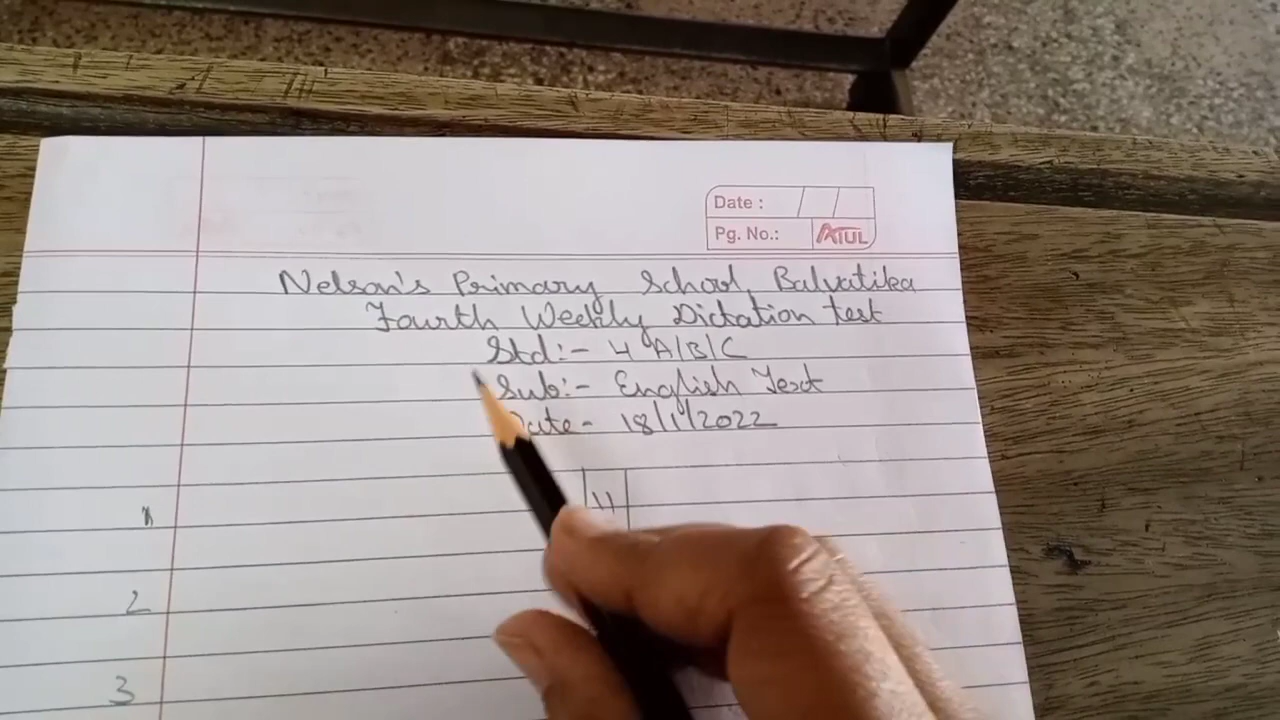 Date :
Pg. No.: ATUL
Nelson's Primary School, Balvatika
Fourth Weekly Dictation Test
Std:- 4 A/B/C
Sub:- English Text
Date - 18/1/2022
11
1
2
3